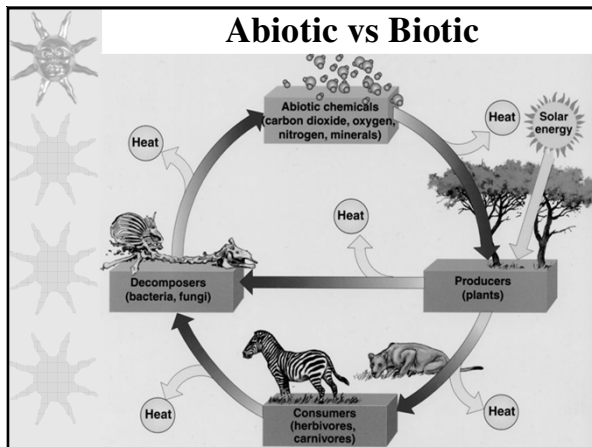 Abiotic vs Biotic
Abiotic chemicals
(carbon dioxide, oxygen,
nitrogen, minerals)
Heat
Solar
energy
Heat
Heat
Decomposers
(bacteria, fungi)
Producers
(plants)
Heat
Consumers
(herbivores,
carnivores)
Heat